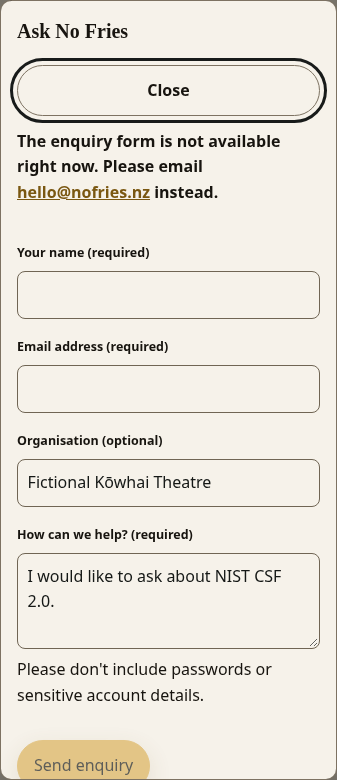 Ask No Fries
Close
The enquiry form is not available
right now. Please email
hello@nofries.nz instead.
Your name (required)
Email address (required)
Organisation (optional)
Fictional Kōwhai Theatre
How can we help? (required)
I would like to ask about NIST CSF
2.0.
Please don't include passwords or
sensitive account details.
Send enquiry